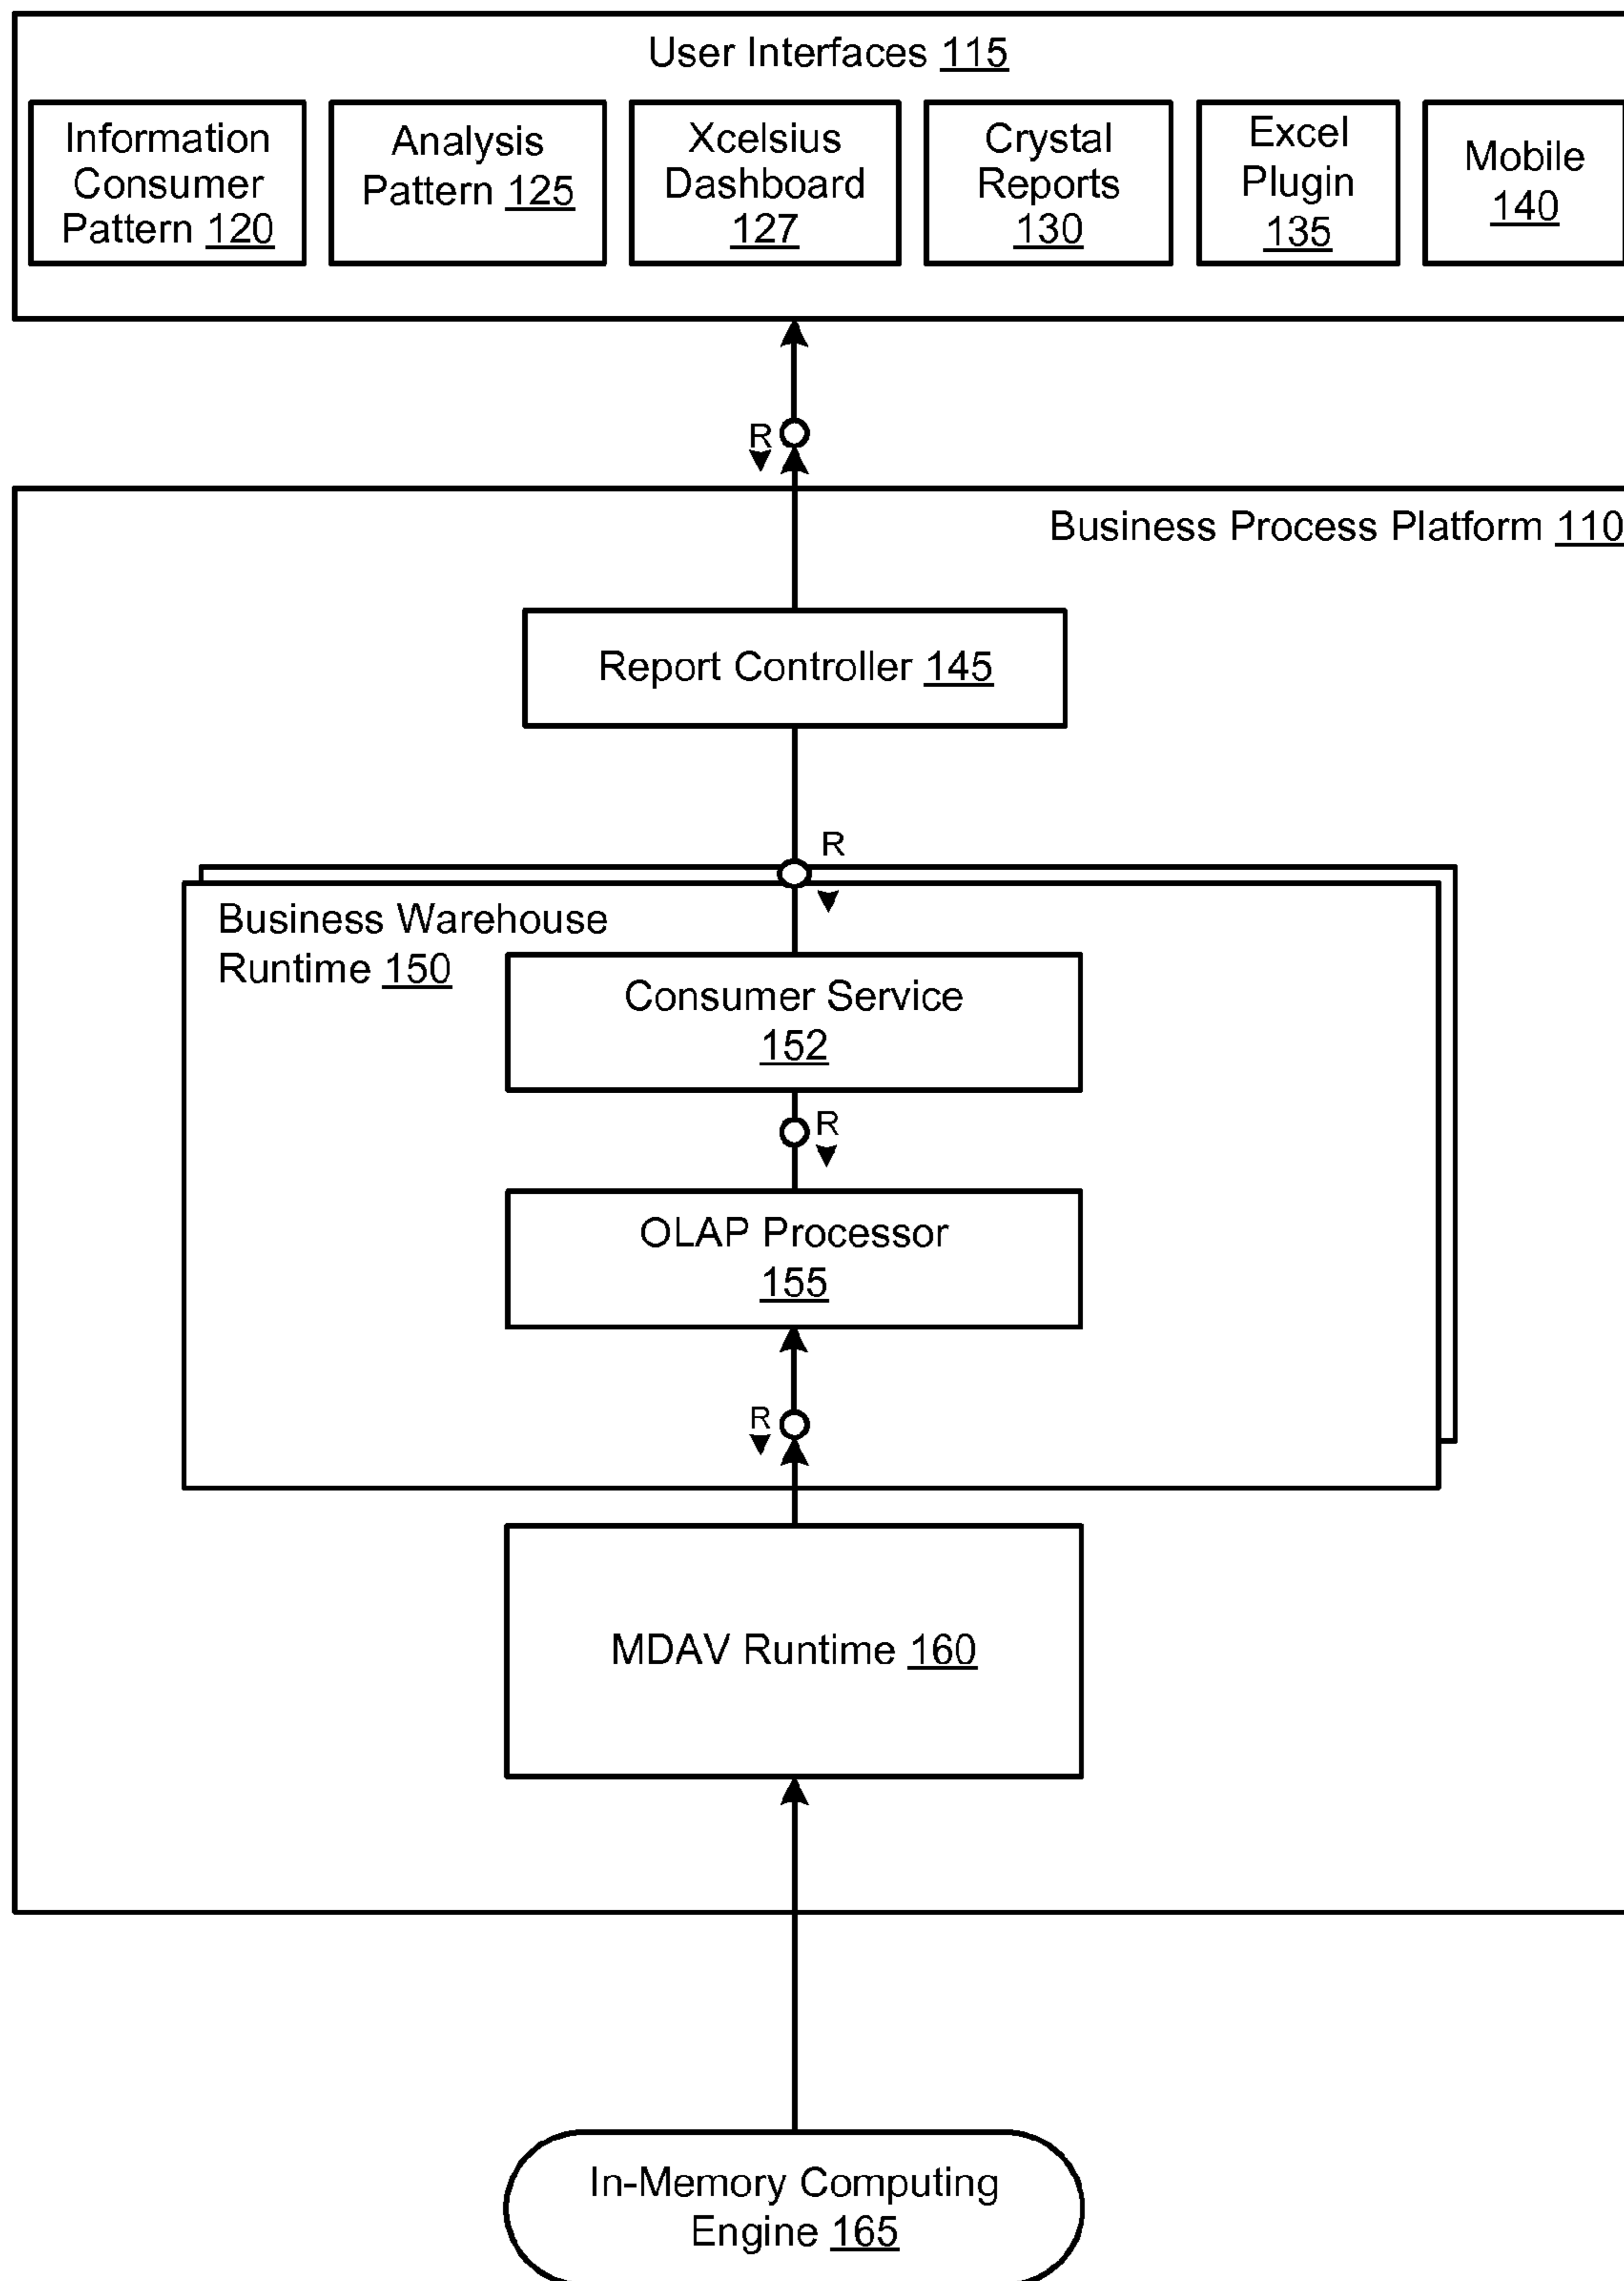 User Interfaces 115
Information
Consumer
Pattern 120
Analysis
Pattern 125
Xcelsius
Dashboard
127
Crystal
Reports
130
Excel
Plugin
135
Mobile
140
R
Business Process Platform 110
Report Controller 145
R
Business Warehouse
Runtime 150
Consumer Service
152
R
OLAP Processor
155
R
MDAV Runtime 160
In-Memory Computing
Engine 165